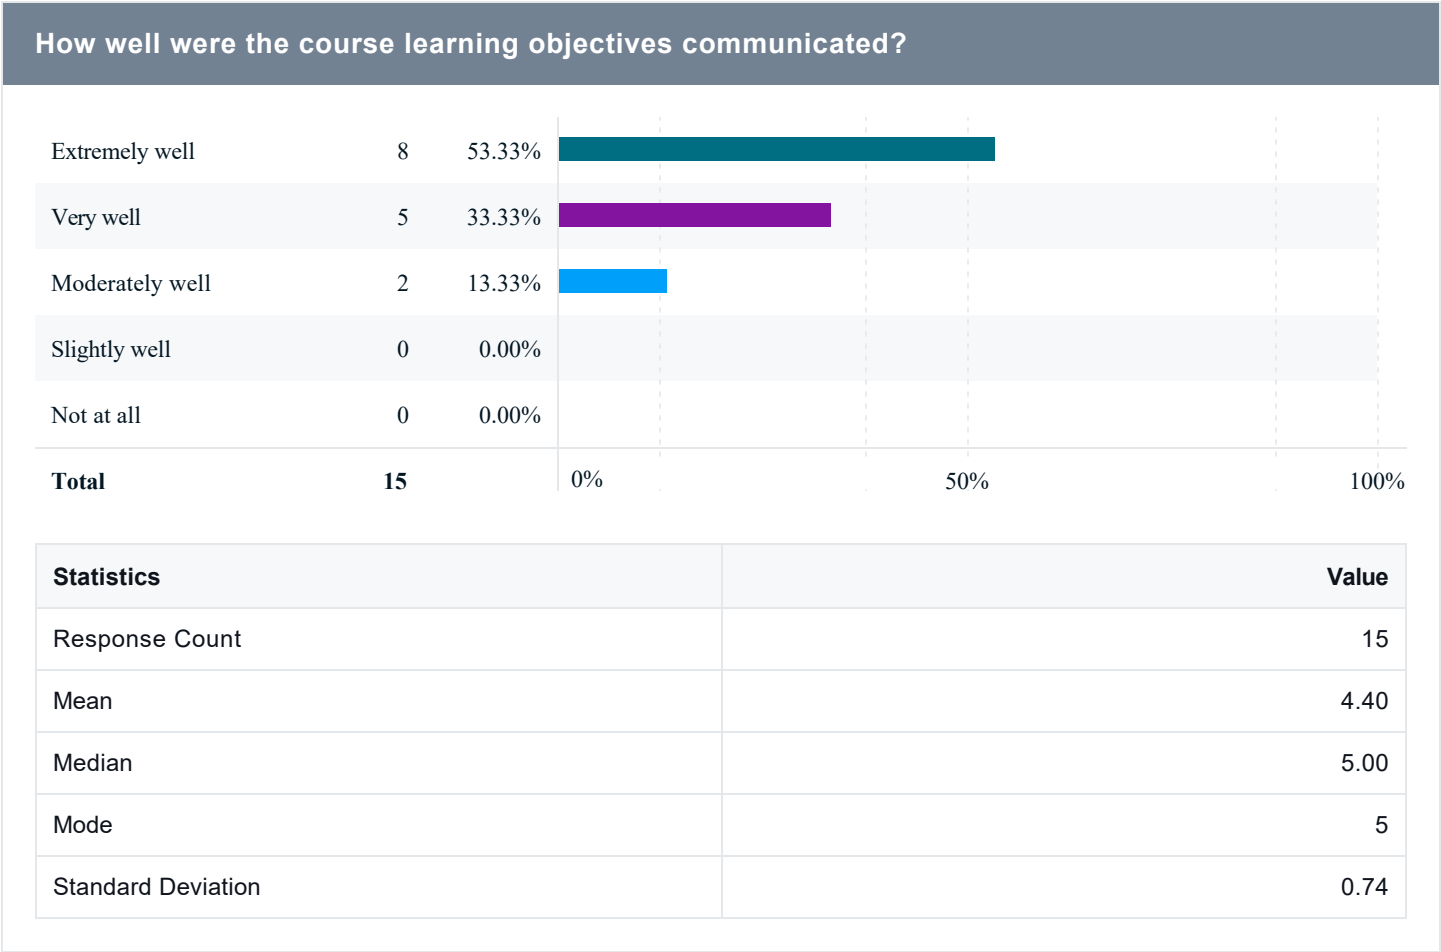 How well were the course learning objectives communicated?
Extremely well 8 53.33%
Very well 5 33.33%
Moderately well 2 13.33%
Slightly well 0 0.00%
Not at all 0 0.00%
Total 15 0% 50% 100%
Statistics Value
Response Count 15
Mean 4.40
Median 5.00
Mode 5
Standard Deviation 0.74